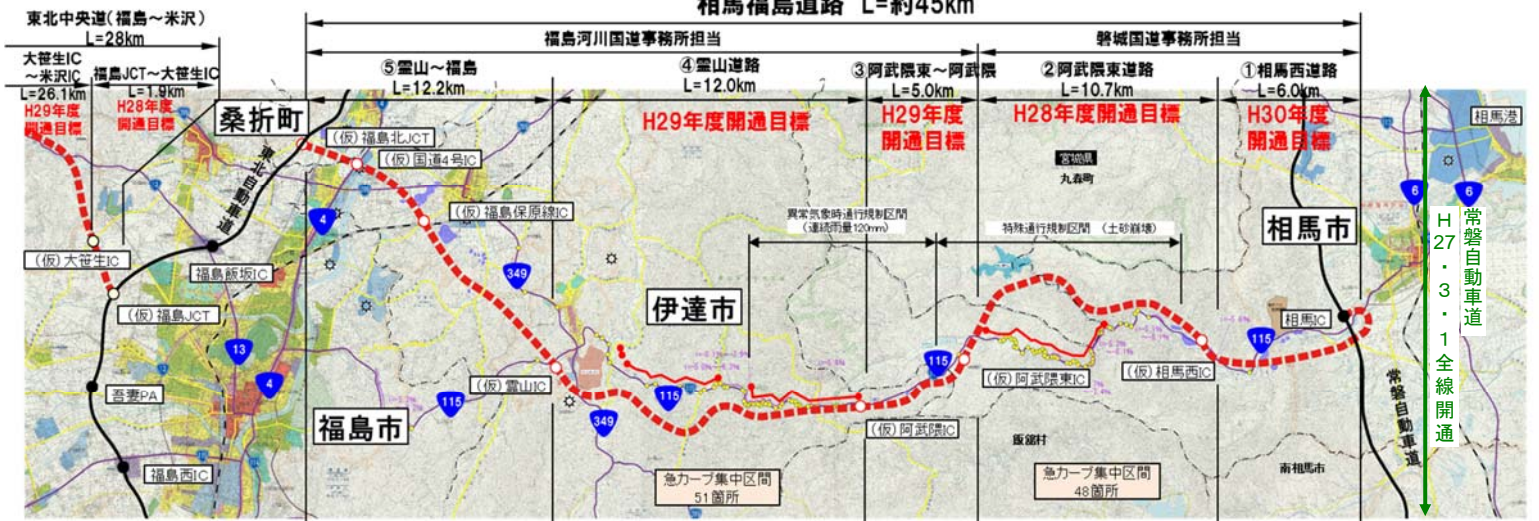 相馬福島道路 L=約45km
東北中央道(福島～米沢)
L=28km
福島河川国道事務所担当
磐城国道事務所担当
大笹生IC
～米沢IC
L=26.1km
H29年度
開通目標
福島JCT～大笹生IC
L=1.9km
H28年度
開通目標
⑤霊山～福島
L=12.2km
④霊山道路
L=12.0km
H29年度開通目標
③阿武隈東～阿武隈
L=5.0km
H29年度
開通目標
②阿武隈東道路
L=10.7km
H28年度開通目標
①相馬西道路
L=6.0km
H30年度
開通目標
桑折町
東北自動車道
(仮)福島北JCT
(仮)国道4号IC
(仮)福島保原線IC
相馬港
宮城県
丸森町
4
6
6
異常気象時通行規制区間
(連続雨量120mm)
特殊通行規制区間 (土砂崩壊)
相馬市
常磐自動車道
H27・3・1全線開通
(仮)大笹生IC
福島飯坂IC
349
伊達市
(仮)福島JCT
相馬IC
13
4
115
115
(仮)霊山IC
(仮)阿武隈東IC
(仮)相馬西IC
吾妻PA
115
115
349
福島市
(仮)阿武隈IC
飯舘村
常磐自動車道
福島西IC
急カーブ集中区間
51箇所
急カーブ集中区間
48箇所
南相馬市